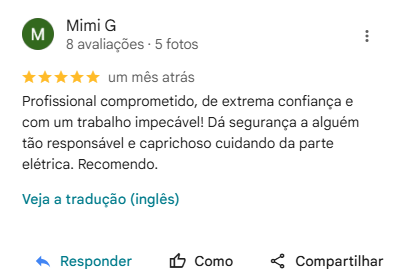 M
Mimi G
8 avaliações · 5 fotos
um mês atrás
Profissional comprometido, de extrema confiança e
com um trabalho impecável! Dá segurança a alguém
tão responsável e caprichoso cuidando da parte
elétrica. Recomendo.
Veja a tradução (inglês)
Responder Como Compartilhar